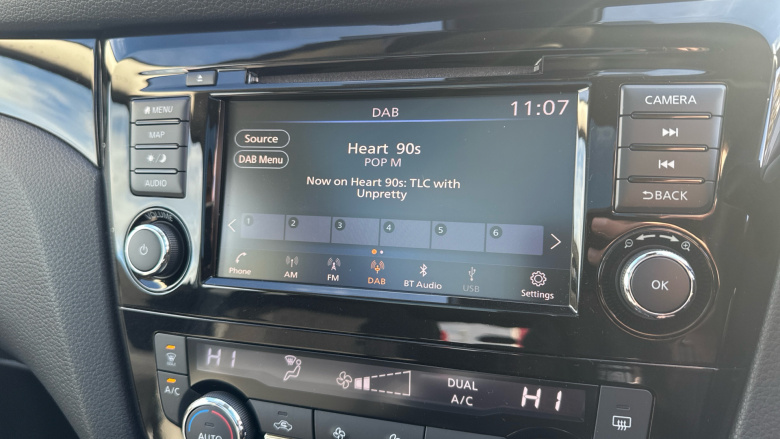 MENU
MAP
AUDIO
VOLUME
DAB
11:07
Source
DAB Menu
Heart 90s
POP M
Now on Heart 90s: TLC with
Unpretty
1 2 3 4 5 6
Phone
AM
FM
DAB
BT Audio
USB
Settings
CAMERA
BACK
OK
HI
DUAL
A/C
HI
A/C
AUTO